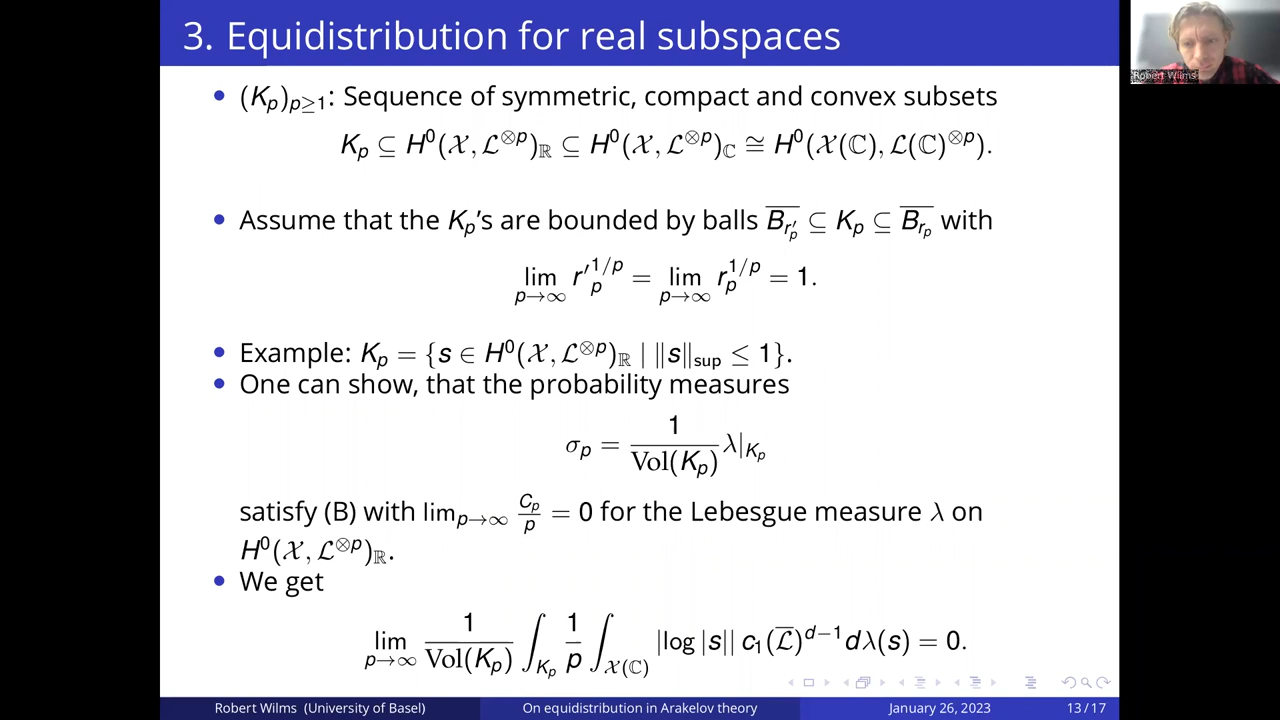 3. Equidistribution for real subspaces
Robert Wilms
• (K_p)_{p≥1}: Sequence of symmetric, compact and convex subsets
K_p ⊆ H^0(𝒳, ℒ^{⊗p})_ℝ ⊆ H^0(𝒳, ℒ^{⊗p})_ℂ ≅ H^0(𝒳(ℂ), ℒ(ℂ)^{⊗p}).
• Assume that the K_p's are bounded by balls \overline{B_{r'_p}} ⊆ K_p ⊆ \overline{B_{r_p}} with
lim_{p→∞} r'_p^{1/p} = lim_{p→∞} r_p^{1/p} = 1.
• Example: K_p = {s ∈ H^0(𝒳, ℒ^{⊗p})_ℝ | ‖s‖_sup ≤ 1}.
• One can show, that the probability measures
σ_p = \frac{1}{Vol(K_p)} λ|_{K_p}
satisfy (B) with lim_{p→∞} \frac{C_p}{p} = 0 for the Lebesgue measure λ on
H^0(𝒳, ℒ^{⊗p})_ℝ.
• We get
lim_{p→∞} \frac{1}{Vol(K_p)} ∫_{K_p} \frac{1}{p} ∫_{𝒳(ℂ)} |log |s|| c_1(\overline{ℒ})^{d−1} dλ(s) = 0.
Robert Wilms (University of Basel) On equidistribution in Arakelov theory January 26, 2023 13 / 17